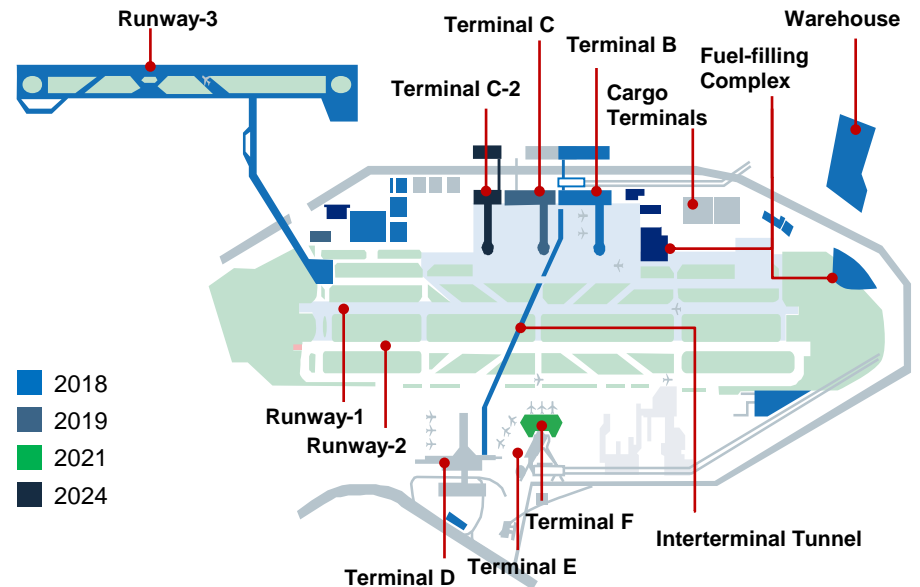 Runway-3
Terminal C
Warehouse
Terminal B
Fuel-filling
Complex
Terminal C-2
Cargo
Terminals
2018
2019
2021
2024
Runway-1
Runway-2
Terminal F
Interterminal Tunnel
Terminal E
Terminal D